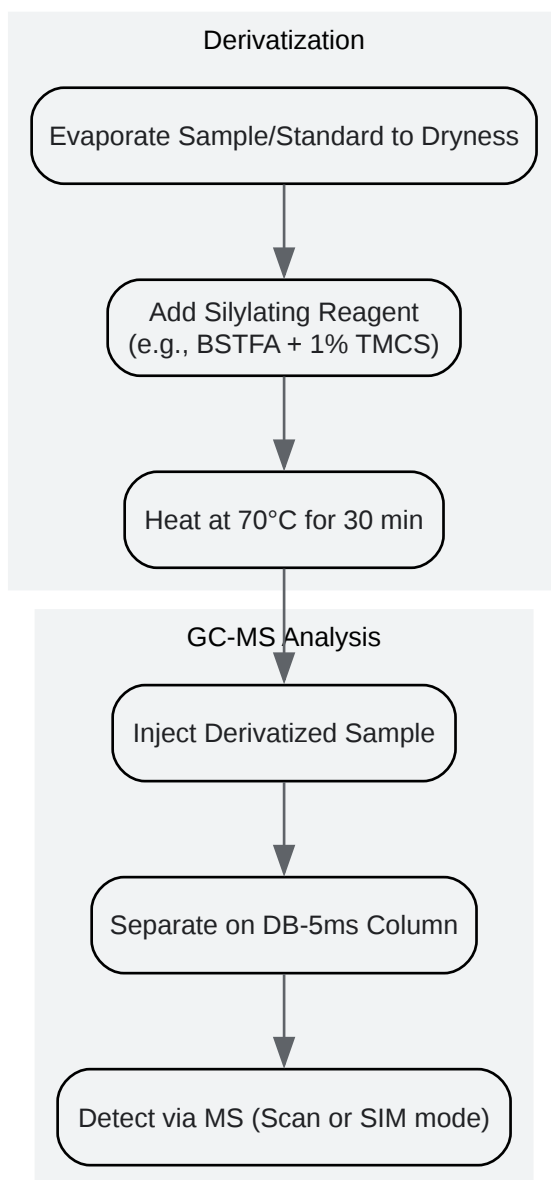 Derivatization
Evaporate Sample/Standard to Dryness
Add Silylating Reagent
(e.g., BSTFA + 1% TMCS)
Heat at 70°C for 30 min
GC-MS Analysis
Inject Derivatized Sample
Separate on DB-5ms Column
Detect via MS (Scan or SIM mode)